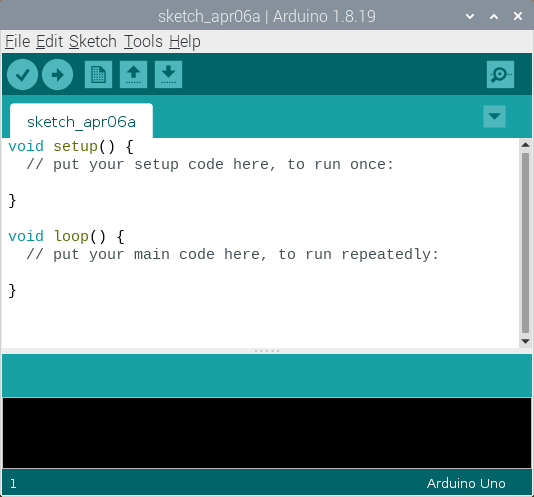 sketch_apr06a | Arduino 1.8.19
File Edit Sketch Tools Help
sketch_apr06a
void setup() {
  // put your setup code here, to run once:
}
void loop() {
  // put your main code here, to run repeatedly:
}
1 Arduino Uno